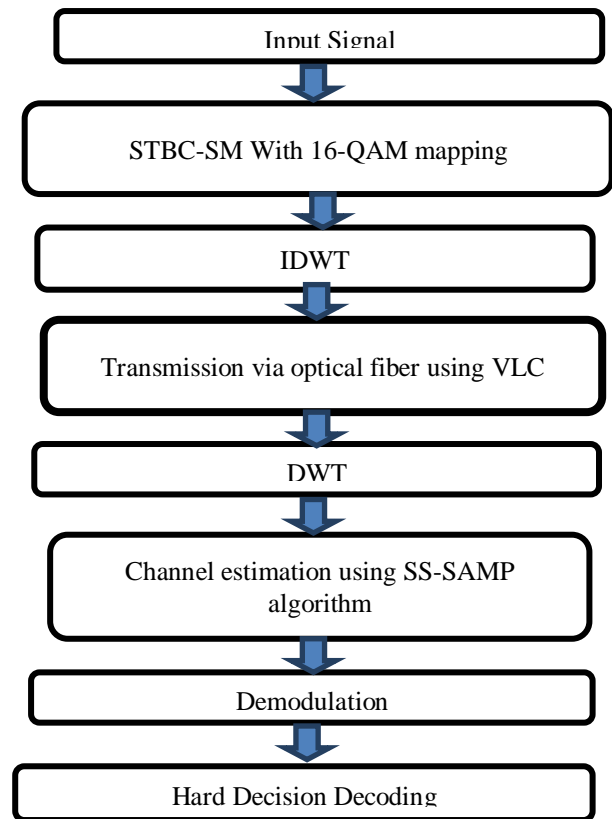 Input Signal
STBC-SM With 16-QAM mapping
IDWT
Transmission via optical fiber using VLC
DWT
Channel estimation using SS-SAMP
algorithm
Demodulation
Hard Decision Decoding